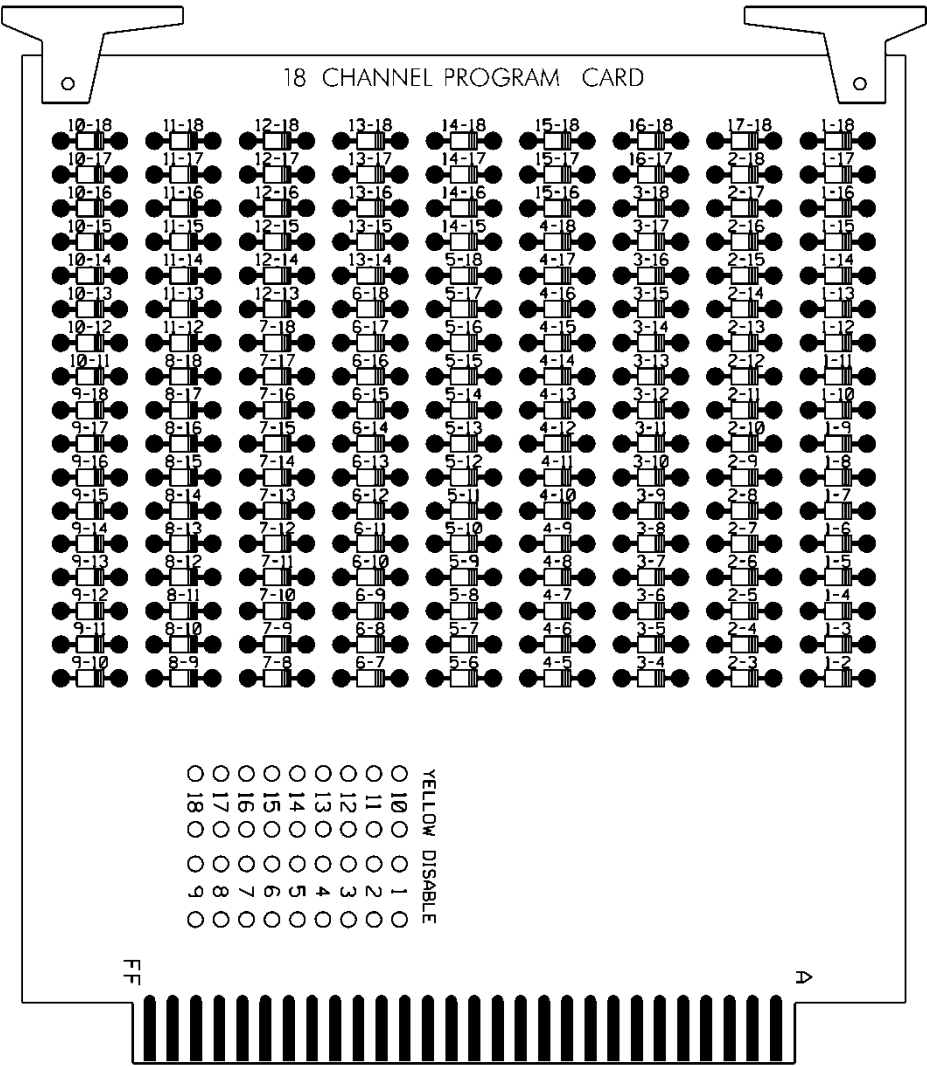 18 CHANNEL PROGRAM CARD
10-18 11-18 12-18 13-18 14-18 15-18 16-18 17-18 1-18
10-17 11-17 12-17 13-17 14-17 15-17 16-17 2-18 1-17
10-16 11-16 12-16 13-16 14-16 15-16 3-18 2-17 1-16
10-15 11-15 12-15 13-15 14-15 4-18 3-17 2-16 1-15
10-14 11-14 12-14 13-14 5-18 4-17 3-16 2-15 1-14
10-13 11-13 12-13 6-18 5-17 4-16 3-15 2-14 1-13
10-12 11-12 7-18 6-17 5-16 4-15 3-14 2-13 1-12
10-11 8-18 7-17 6-16 5-15 4-14 3-13 2-12 1-11
9-18 8-17 7-16 6-15 5-14 4-13 3-12 2-11 1-10
9-17 8-16 7-15 6-14 5-13 4-12 3-11 2-10 1-9
9-16 8-15 7-14 6-13 5-12 4-11 3-10 2-9 1-8
9-15 8-14 7-13 6-12 5-11 4-10 3-9 2-8 1-7
9-14 8-13 7-12 6-11 5-10 4-9 3-8 2-7 1-6
9-13 8-12 7-11 6-10 5-9 4-8 3-7 2-6 1-5
9-12 8-11 7-10 6-9 5-8 4-7 3-6 2-5 1-4
9-11 8-10 7-9 6-8 5-7 4-6 3-5 2-4 1-3
9-10 8-9 7-8 6-7 5-6 4-5 3-4 2-3 1-2
YELLOW DISABLE
10 1
11 2
12 3
13 4
14 5
15 6
16 7
17 8
18 9
FF
A